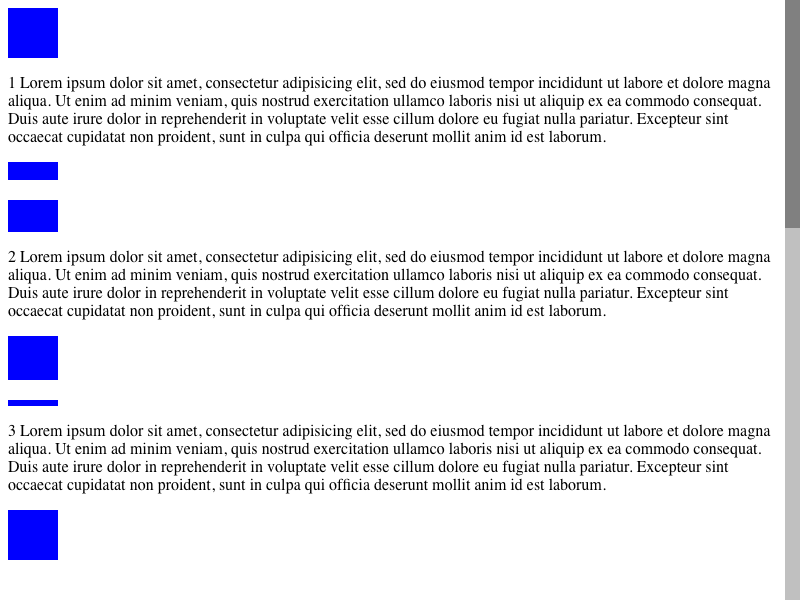 1 Lorem ipsum dolor sit amet, consectetur adipisicing elit, sed do eiusmod tempor incididunt ut labore et dolore magna
aliqua. Ut enim ad minim veniam, quis nostrud exercitation ullamco laboris nisi ut aliquip ex ea commodo consequat.
Duis aute irure dolor in reprehenderit in voluptate velit esse cillum dolore eu fugiat nulla pariatur. Excepteur sint
occaecat cupidatat non proident, sunt in culpa qui officia deserunt mollit anim id est laborum.
2 Lorem ipsum dolor sit amet, consectetur adipisicing elit, sed do eiusmod tempor incididunt ut labore et dolore magna
aliqua. Ut enim ad minim veniam, quis nostrud exercitation ullamco laboris nisi ut aliquip ex ea commodo consequat.
Duis aute irure dolor in reprehenderit in voluptate velit esse cillum dolore eu fugiat nulla pariatur. Excepteur sint
occaecat cupidatat non proident, sunt in culpa qui officia deserunt mollit anim id est laborum.
3 Lorem ipsum dolor sit amet, consectetur adipisicing elit, sed do eiusmod tempor incididunt ut labore et dolore magna
aliqua. Ut enim ad minim veniam, quis nostrud exercitation ullamco laboris nisi ut aliquip ex ea commodo consequat.
Duis aute irure dolor in reprehenderit in voluptate velit esse cillum dolore eu fugiat nulla pariatur. Excepteur sint
occaecat cupidatat non proident, sunt in culpa qui officia deserunt mollit anim id est laborum.